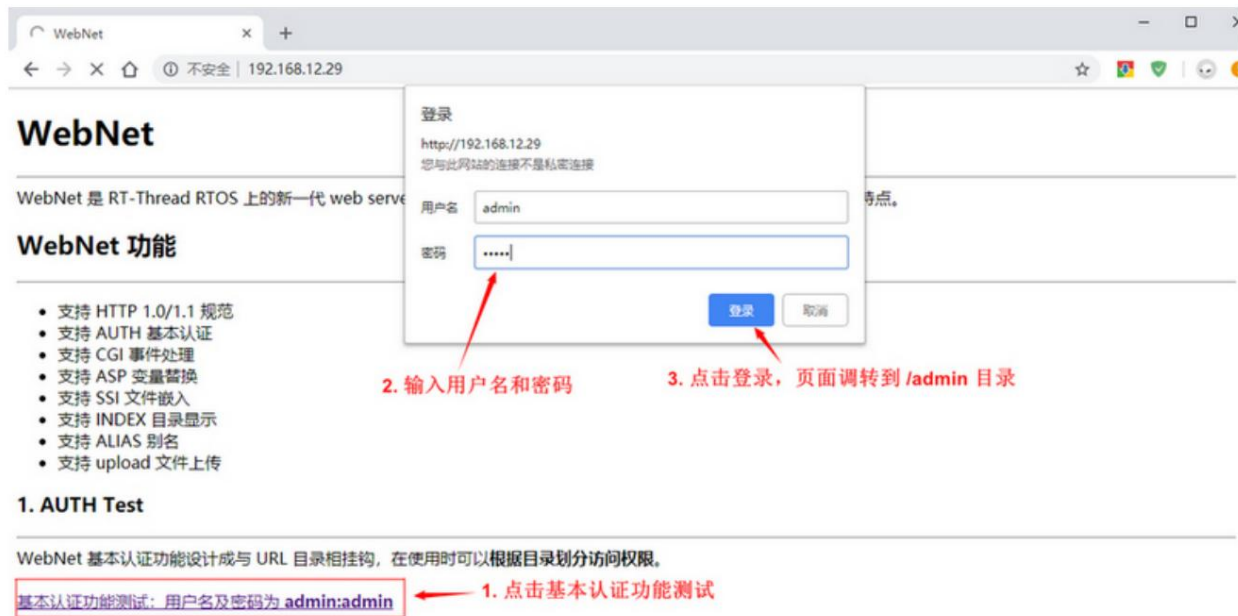 WebNet
不安全 192.168.12.29
WebNet
WebNet 是 RT-Thread RTOS 上的新一代 web serve
特点。
登录
http://192.168.12.29
您与此网站的连接不是私密连接
用户名 admin
密码 •••••
登录 取消
WebNet 功能
支持 HTTP 1.0/1.1 规范
支持 AUTH 基本认证
支持 CGI 事件处理
支持 ASP 变量替换
支持 SSI 文件嵌入
支持 INDEX 目录显示
支持 ALIAS 别名
支持 upload 文件上传
2. 输入用户名和密码
3. 点击登录，页面调转到 /admin 目录
1. AUTH Test
WebNet 基本认证功能设计成与 URL 目录相挂钩，在使用时可以根据目录划分访问权限。
基本认证功能测试：用户名及密码为 admin:admin
1. 点击基本认证功能测试